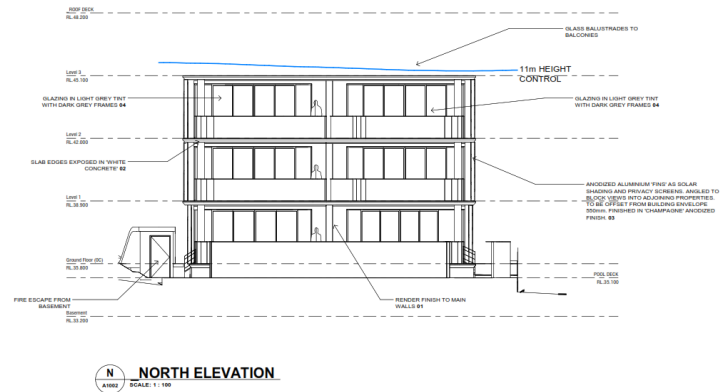 ROOF DECK
RL.48.200
GLASS BALUSTRADES TO
BALCONIES
11m HEIGHT
CONTROL
Level 3
RL.45.100
GLAZING IN LIGHT GREY TINT
WITH DARK GREY FRAMES 04
GLAZING IN LIGHT GREY TINT
WITH DARK GREY FRAMES 04
Level 2
RL.42.000
SLAB EDGES EXPOSED IN 'WHITE
CONCRETE' 02
ANODIZED ALUMINIUM 'FINS' AS SOLAR
SHADING AND PRIVACY SCREENS. ANGLED TO
BLOCK VIEWS INTO ADJOINING PROPERTIES.
TO BE OFFSET FROM BUILDING ENVELOPE
550mm. FINISHED IN 'CHAMPAGNE' ANODIZED
FINISH. 03
Level 1
RL.38.900
Ground Floor (GC)
RL.35.800
POOL DECK
RL.35.100
FIRE ESCAPE FROM
BASEMENT
RENDER FINISH TO MAIN
WALLS 01
Basement
RL.33.200
N
A1002
NORTH ELEVATION
SCALE: 1 : 100